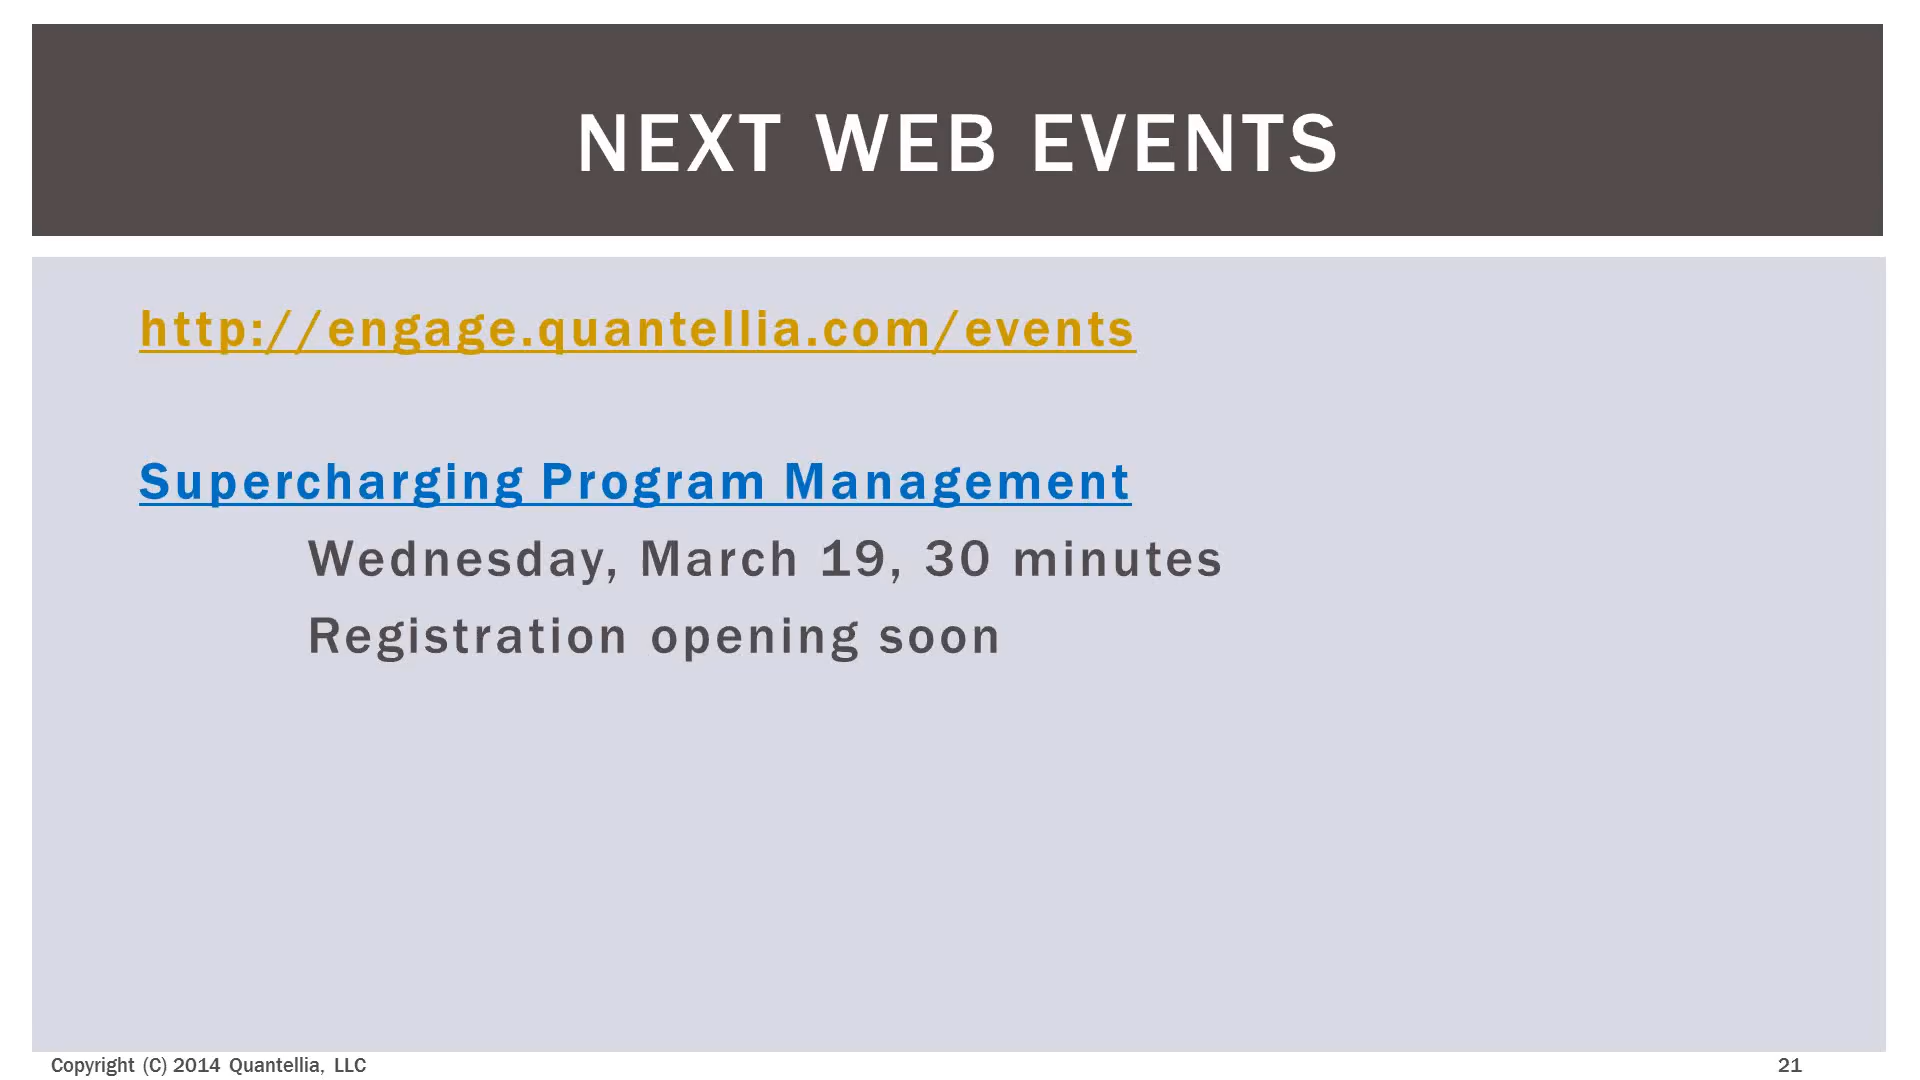 NEXT WEB EVENTS
http://engage.quantellia.com/events
Supercharging Program Management
Wednesday, March 19, 30 minutes
Registration opening soon
Copyright (C) 2014 Quantellia, LLC
21